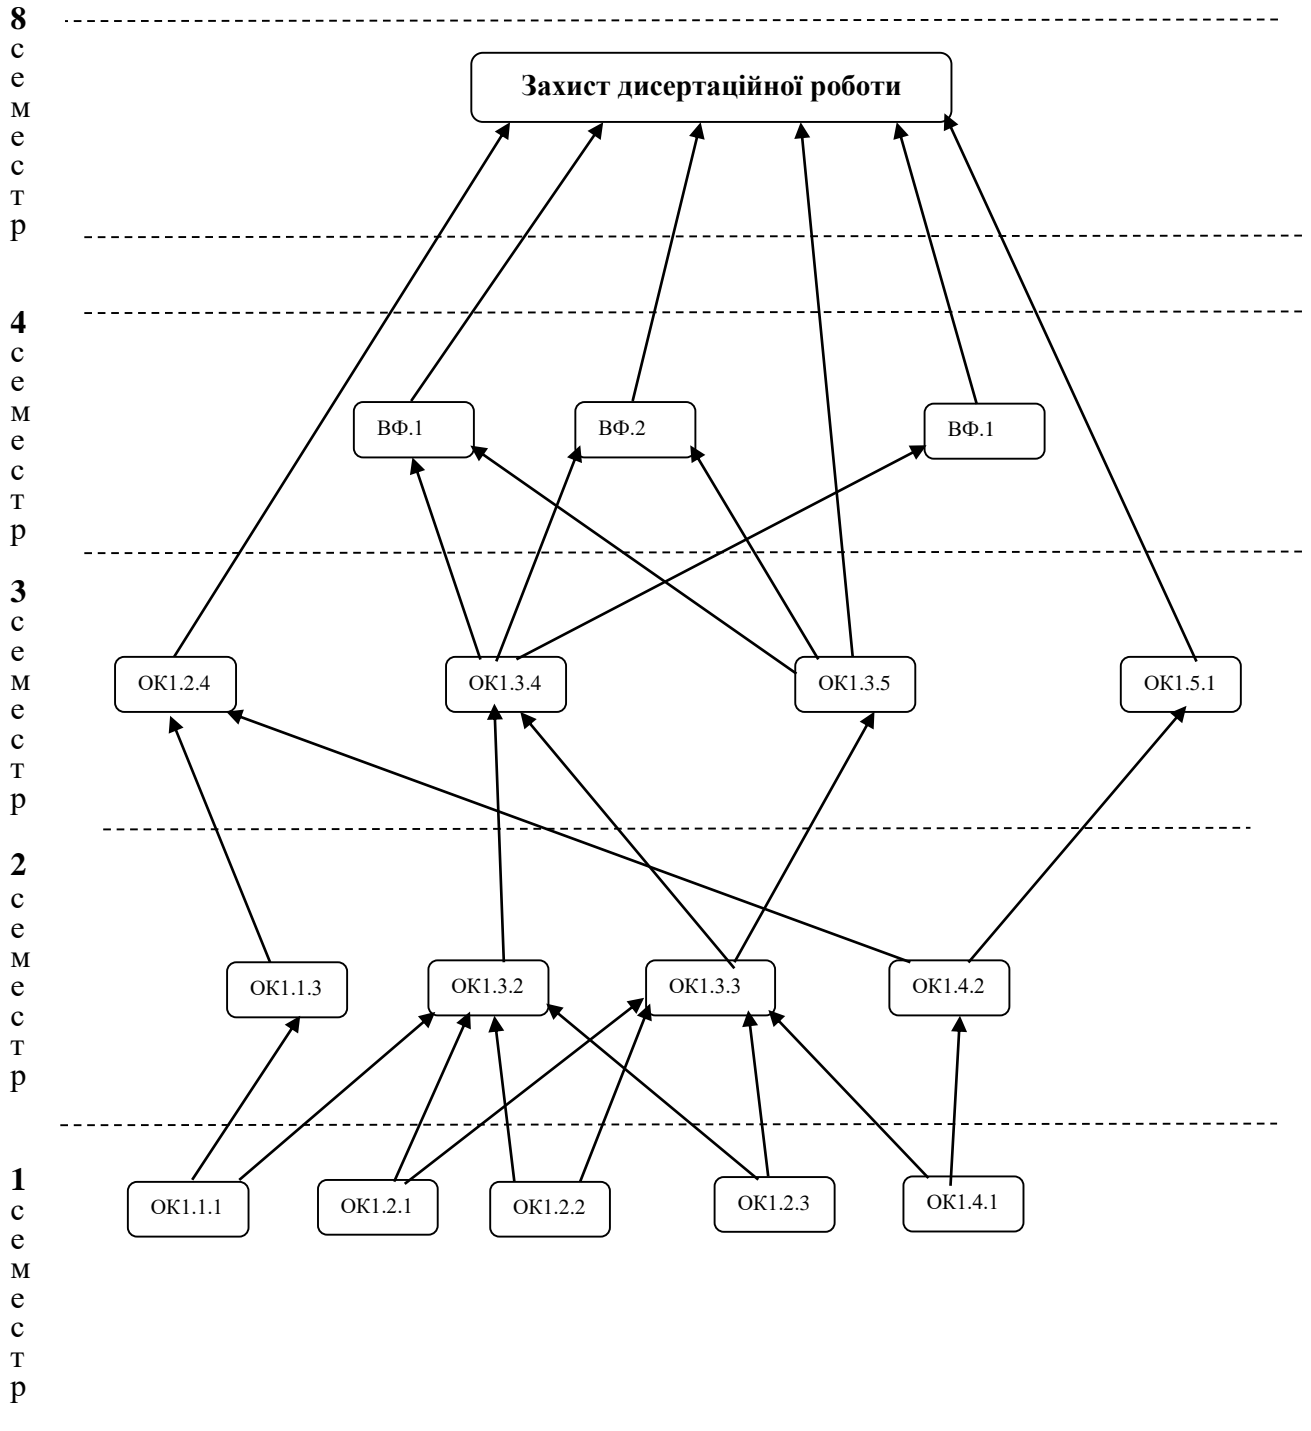 8
семестр
Захист дисертаційної роботи
4
семестр
ВФ.1
ВФ.2
ВФ.1
3
семестр
ОК1.2.4
ОК1.3.4
ОК1.3.5
ОК1.5.1
2
семестр
ОК1.1.3
ОК1.3.2
ОК1.3.3
ОК1.4.2
1
семестр
ОК1.1.1
ОК1.2.1
ОК1.2.2
ОК1.2.3
ОК1.4.1